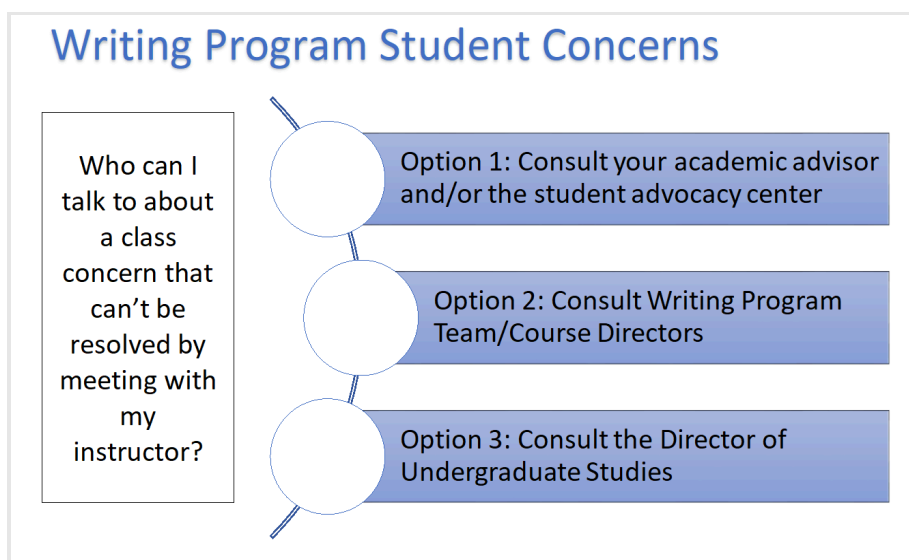 Writing Program Student Concerns
Who can I
talk to about
a class
concern that
can’t be
resolved by
meeting with
my
instructor?
Option 1: Consult your academic advisor
and/or the student advocacy center
Option 2: Consult Writing Program
Team/Course Directors
Option 3: Consult the Director of
Undergraduate Studies